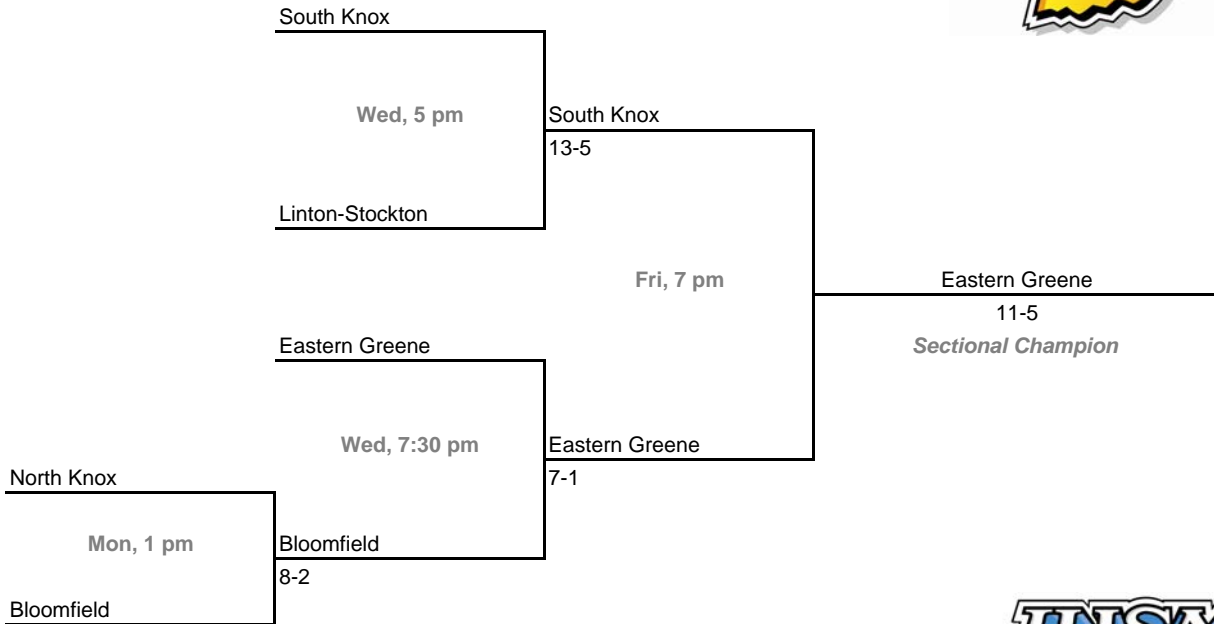 South Knox
Wed, 5 pm
South Knox
13-5
Linton-Stockton
Fri, 7 pm
Eastern Greene
11-5
Sectional Champion
Eastern Greene
Wed, 7:30 pm
Eastern Greene
7-1
North Knox
Mon, 1 pm
Bloomfield
8-2
Bloomfield